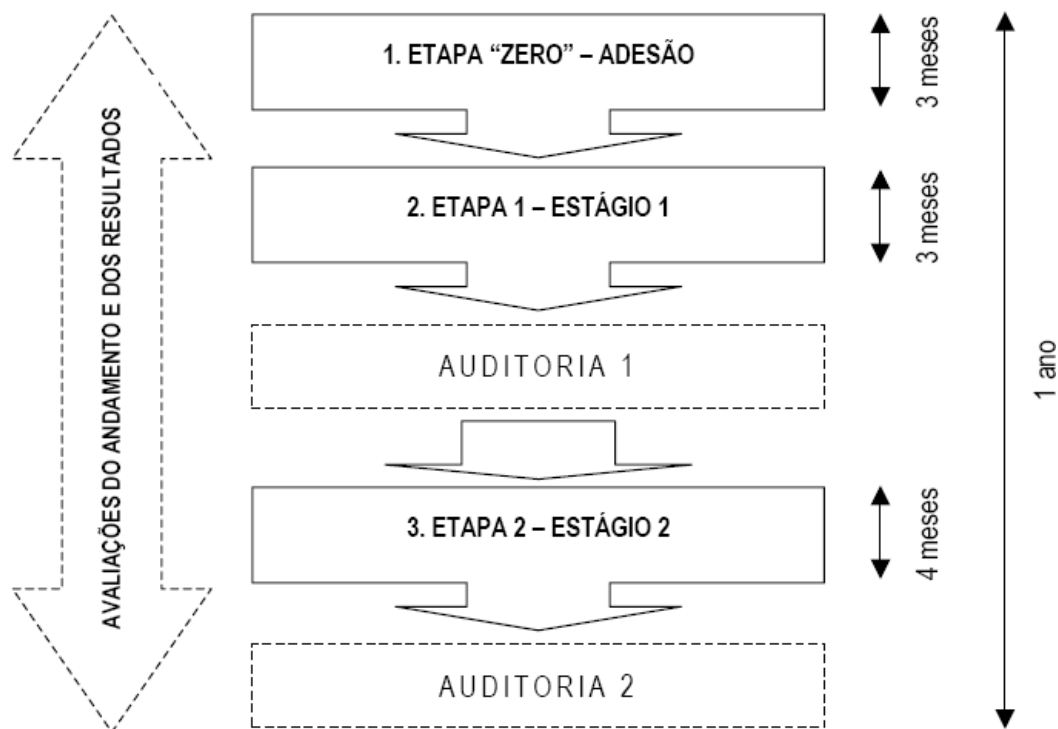 1. ETAPA “ZERO” – ADESÃO
3 meses
2. ETAPA 1 – ESTÁGIO 1
3 meses
AVALIAÇÕES DO ANDAMENTO E DOS RESULTADOS
AUDITORIA 1
1 ano
3. ETAPA 2 – ESTÁGIO 2
4 meses
AUDITORIA 2